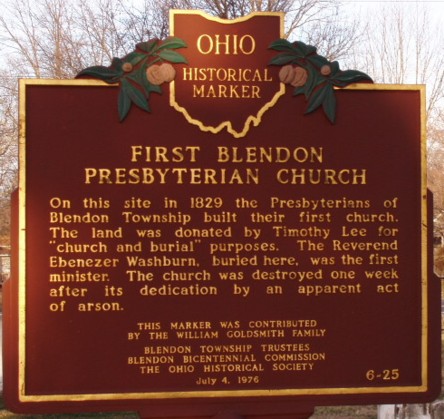 OHIO
HISTORICAL
MARKER
FIRST BLENDON
PRESBYTERIAN CHURCH
On this site in 1829 the Presbyterians of
Blendon Township built their first church.
The land was donated by Timothy Lee for
"church and burial" purposes. The Reverend
Ebenezer Washburn, buried here, was the first
minister. The church was destroyed one week
after its dedication by an apparent act
of arson.
THIS MARKER WAS CONTRIBUTED
BY THE WILLIAM GOLDSMITH FAMILY
BLENDON TOWNSHIP TRUSTEES
BLENDON BICENTENNIAL COMMISSION
THE OHIO HISTORICAL SOCIETY
July 4, 1976
6-25